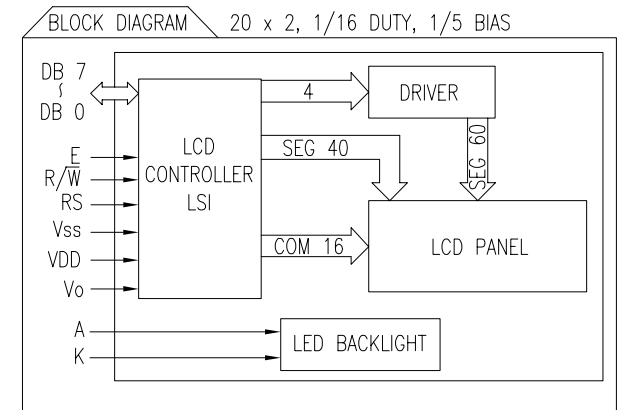 BLOCK DIAGRAM 20 x 2, 1/16 DUTY, 1/5 BIAS
DB 7
~
DB 0
E
R/W̅
RS
Vss
VDD
Vo
A
K
LCD
CONTROLLER
LSI
4
SEG 40
COM 16
DRIVER
SEG 60
LCD PANEL
LED BACKLIGHT